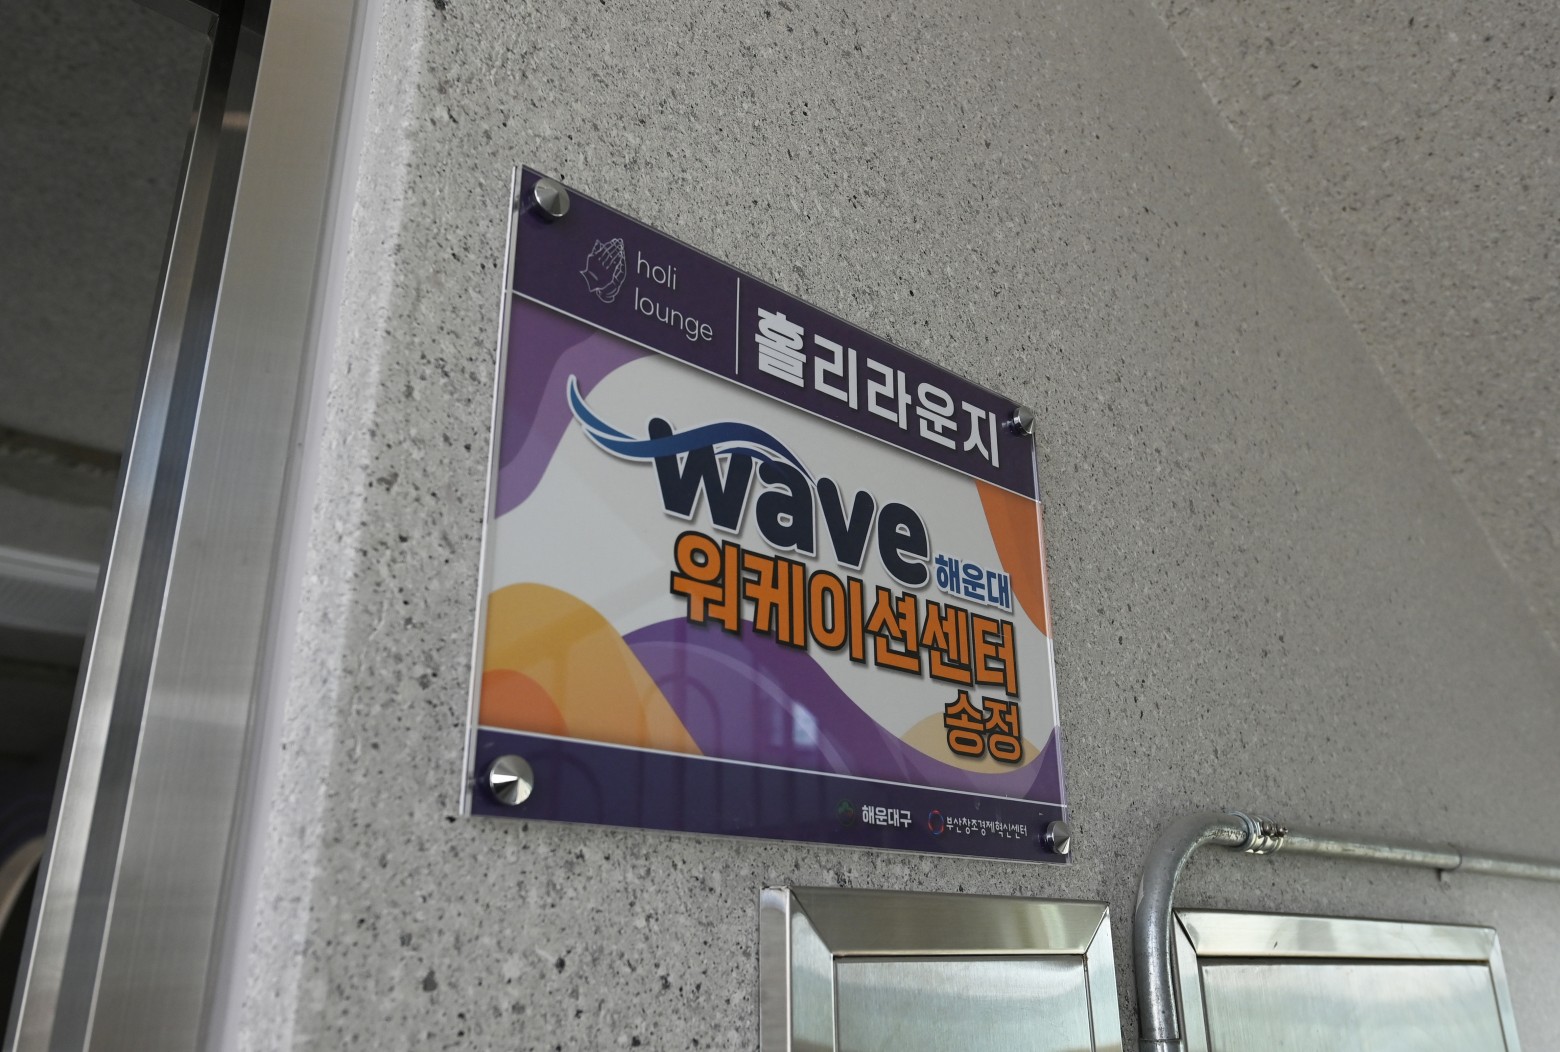 holi
lounge
홀리라운지
wave
해운대
워케이션센터
송정
해운대구
부산창조경제혁신센터